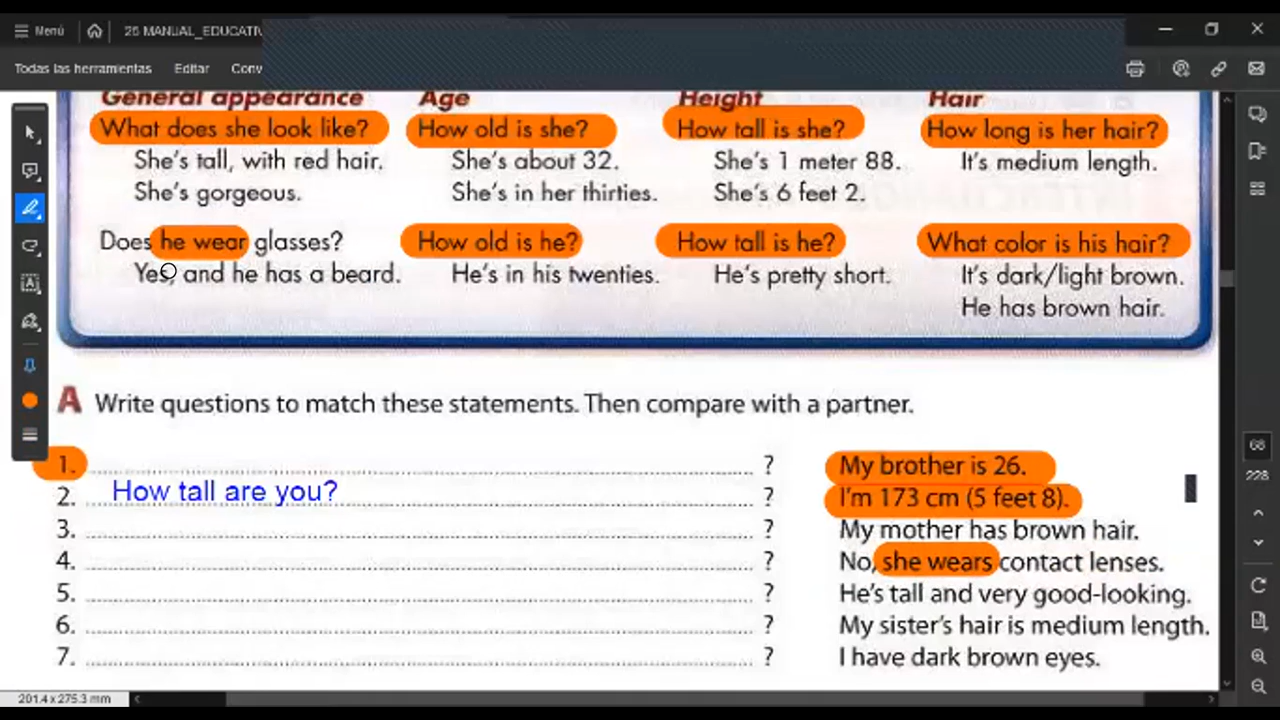 Menú 26 MANUAL_EDUCATIV
Todas las herramientas Editar Conv
General appearance Age Height Hair
What does she look like? How old is she? How tall is she? How long is her hair?
She's tall, with red hair. She's about 32. She's 1 meter 88. It's medium length.
She's gorgeous. She's in her thirties. She's 6 feet 2.
Does he wear glasses? How old is he? How tall is he? What color is his hair?
Yes, and he has a beard. He's in his twenties. He's pretty short. It's dark/light brown.
He has brown hair.
A Write questions to match these statements. Then compare with a partner.
1. ? My brother is 26.
2. How tall are you? ? I'm 173 cm (5 feet 8).
3. ? My mother has brown hair.
4. ? No, she wears contact lenses.
5. ? He's tall and very good-looking.
6. ? My sister's hair is medium length.
7. ? I have dark brown eyes.
68
228
201.4 x 275.3 mm